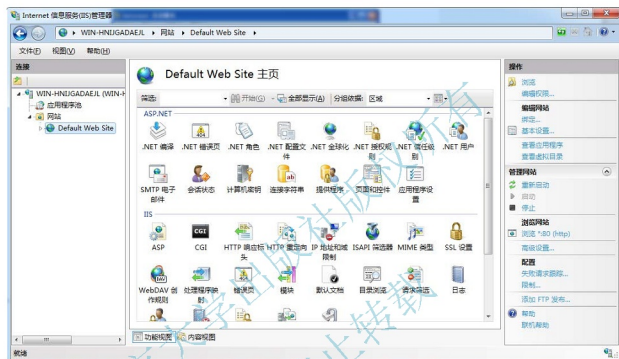 Internet 信息服务(IIS)管理器
WIN-HNIJGADAEJL ▸ 网站 ▸ Default Web Site ▸
文件(F) 视图(V) 帮助(H)
连接
WIN-HNIJGADAEJL (WIN-H
应用程序池
网站
Default Web Site
Default Web Site 主页
筛选: 开始(G) 全部显示(A) 分组依据: 区域
ASP.NET
.NET 编译 .NET 错误页 .NET 角色 .NET 配置文件 .NET 全球化 .NET 授权规则 .NET 信任级别 .NET 用户
SMTP 电子邮件 会话状态 计算机密钥 连接字符串 提供程序 页面和控件 应用程序设置
IIS
ASP CGI HTTP 响应标头 HTTP 重定向 IP 地址和域限制 ISAPI 筛选器 MIME 类型 SSL 设置
WebDAV 创作规则 处理程序映射 错误页 模块 默认文档 目录浏览 请求筛选 日志
功能视图 内容视图
操作
浏览
编辑权限...
编辑网站
绑定...
基本设置...
查看应用程序
查看虚拟目录
管理网站
重新启动
启动
停止
浏览网站
浏览 *:80 (http)
高级设置...
配置
失败请求跟踪...
限制...
添加 FTP 发布...
帮助
联机帮助
就绪
大学出版社版权所有
禁止转载